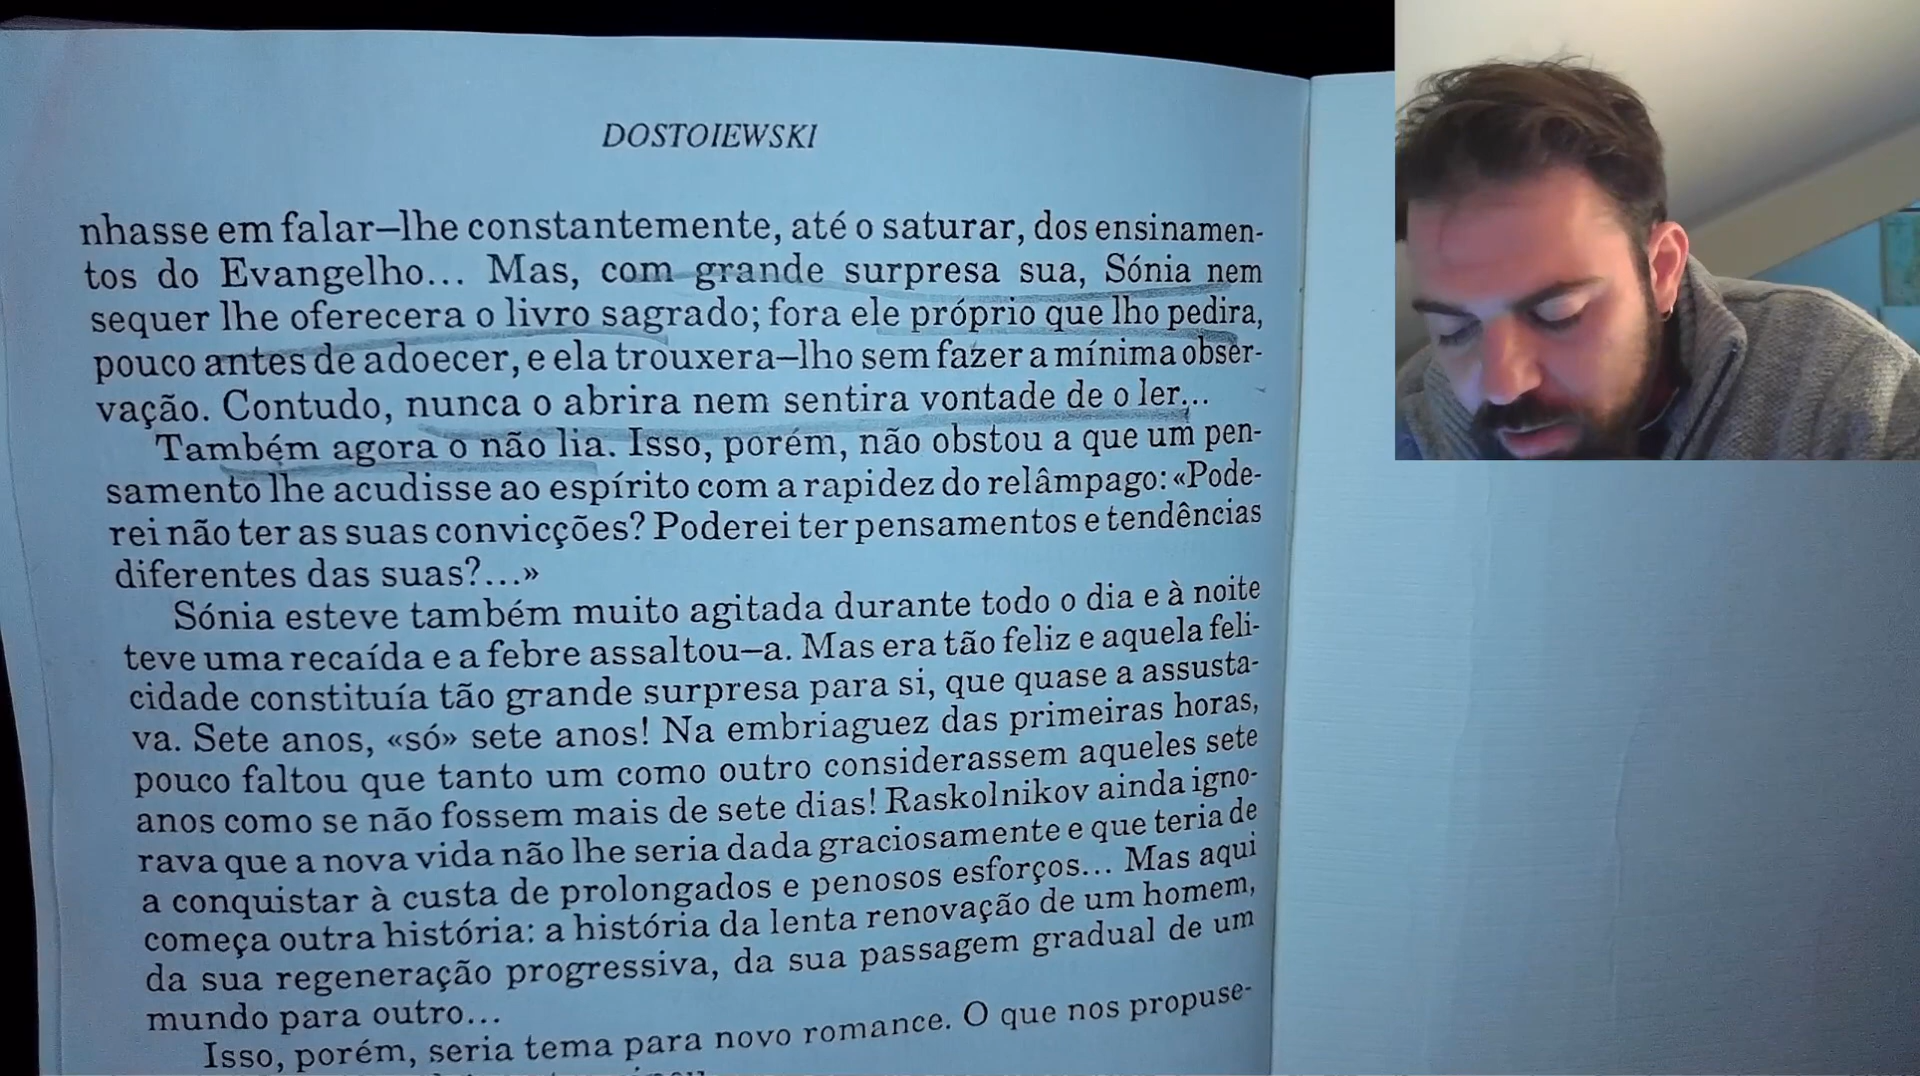 DOSTOIEWSKI
nhasse em falar–lhe constantemente, até o saturar, dos ensinamen-
tos do Evangelho... Mas, com grande surpresa sua, Sónia nem
sequer lhe oferecera o livro sagrado; fora ele próprio que lho pedira,
pouco antes de adoecer, e ela trouxera–lho sem fazer a mínima obser-
vação. Contudo, nunca o abrira nem sentira vontade de o ler...
Também agora o não lia. Isso, porém, não obstou a que um pen-
samento lhe acudisse ao espírito com a rapidez do relâmpago: «Pode-
rei não ter as suas convicções? Poderei ter pensamentos e tendências
diferentes das suas?...»
Sónia esteve também muito agitada durante todo o dia e à noite
teve uma recaída e a febre assaltou–a. Mas era tão feliz e aquela feli-
cidade constituía tão grande surpresa para si, que quase a assusta-
va. Sete anos, «só» sete anos! Na embriaguez das primeiras horas,
pouco faltou que tanto um como outro considerassem aqueles sete
anos como se não fossem mais de sete dias! Raskolnikov ainda igno-
rava que a nova vida não lhe seria dada graciosamente e que teria de
a conquistar à custa de prolongados e penosos esforços... Mas aqui
começa outra história: a história da lenta renovação de um homem,
da sua regeneração progressiva, da sua passagem gradual de um
mundo para outro...
Isso, porém, seria tema para novo romance. O que nos propuse-